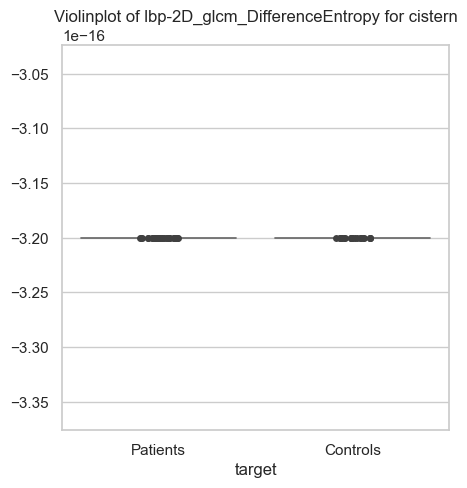 Violinplot of lbp-2D_glcm_DifferenceEntropy for cistern
1e−16
−3.05
−3.10
−3.15
−3.20
−3.25
−3.30
−3.35
Patients Controls
target